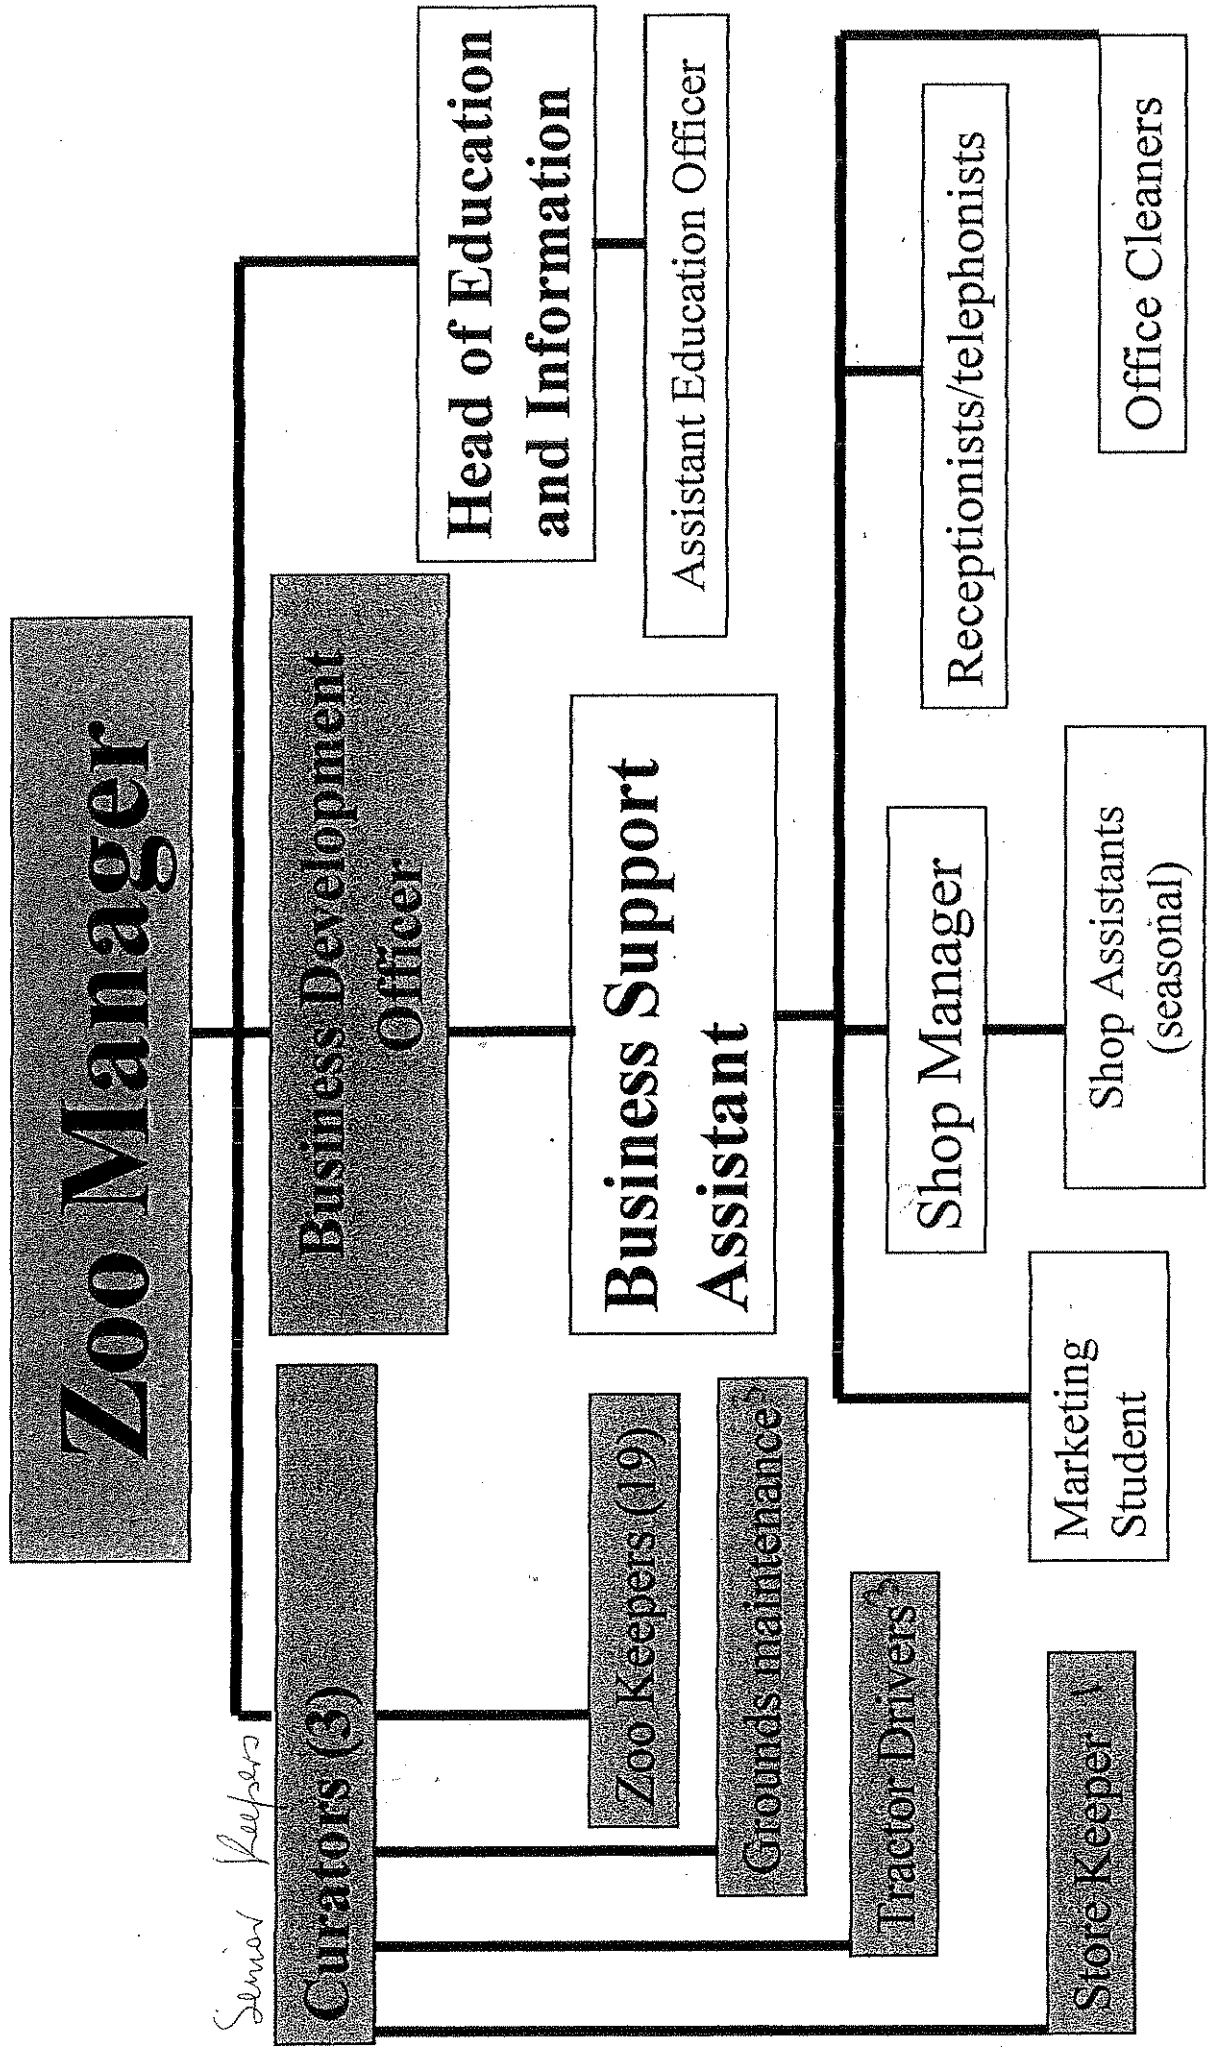 Zoo Manager
Senior Keepers
Curators (3)
Business Development
Officer
Head of Education
and Information
Zoo Keepers (19)
Grounds maintenance
Tractor Drivers 3
Store Keeper 1
Business Support
Assistant
Assistant Education Officer
Marketing
Student
Shop Manager
Shop Assistants
(seasonal)
Receptionists/telephonists
Office Cleaners